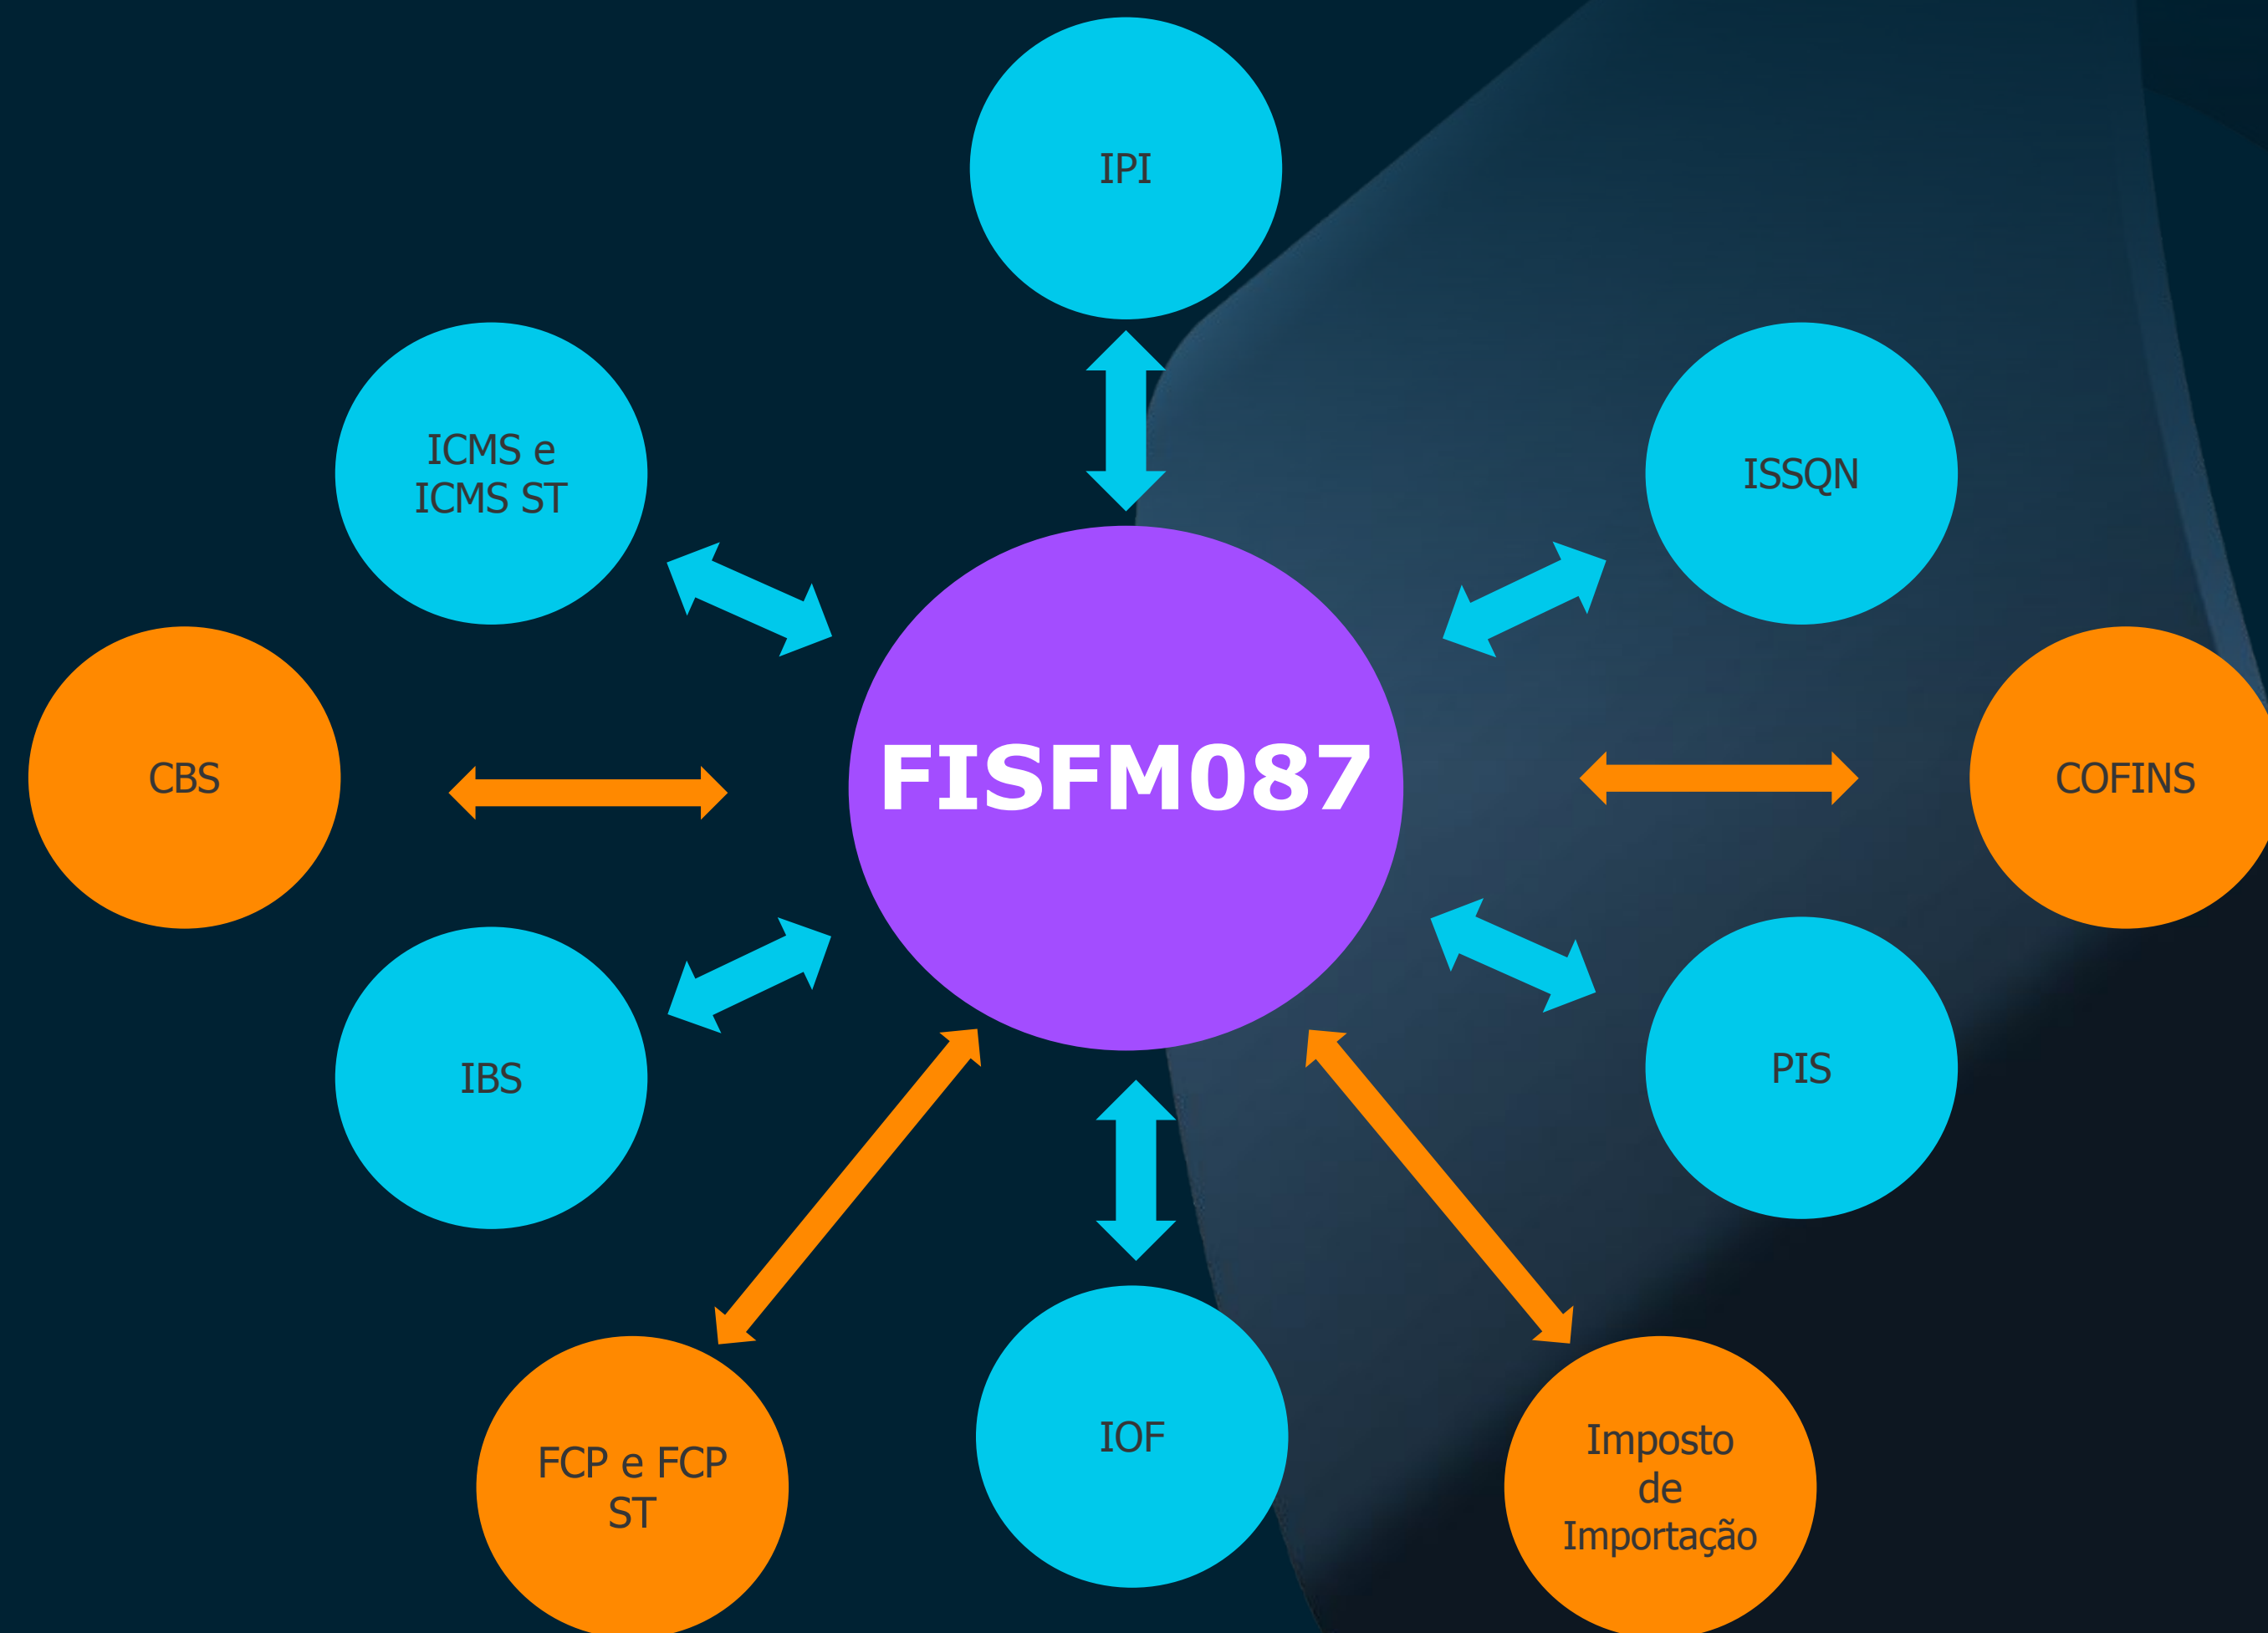 IPI
ICMS e
ICMS ST
ISSQN
CBS
FISFM087
COFINS
IBS
PIS
FCP e FCP
ST
IOF
Imposto
de
Importação